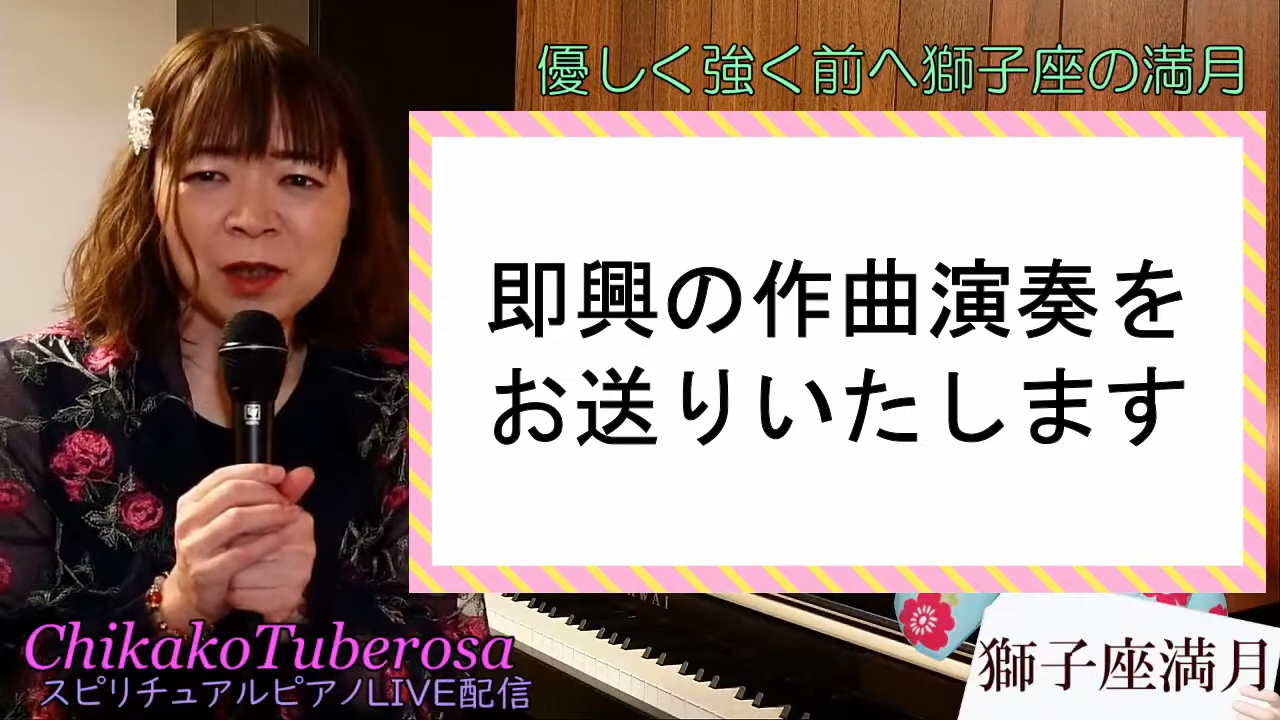 優しく強く前へ獅子座の満月
即興の作曲演奏を
お送りいたします
ChikakoTuberosa
スピリチュアルピアノLIVE配信
獅子座満月